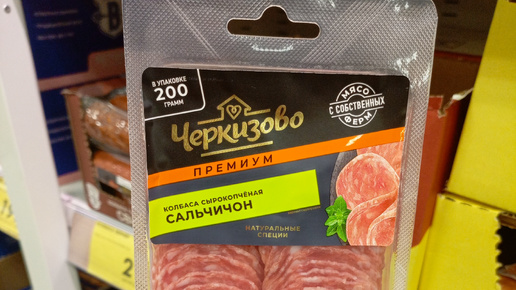 В УПАКОВКЕ
200
ГРАММ
Черкизово
ПРЕМИУМ
МЯСО
С СОБСТВЕННЫХ
ФЕРМ
КОЛБАСА СЫРОКОПЧЁНАЯ
САЛЬЧИЧОН
НАТУРАЛЬНЫЕ
СПЕЦИИ